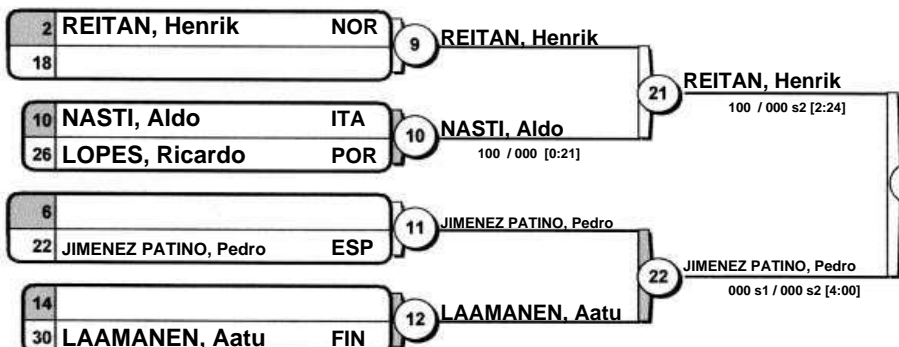 2 REITAN, Henrik NOR
18
9
REITAN, Henrik
10 NASTI, Aldo ITA
26 LOPES, Ricardo POR
10
NASTI, Aldo
100 / 000 [0:21]
21
REITAN, Henrik
100 / 000 s2 [2:24]
6
22 JIMENEZ PATINO, Pedro ESP
11
JIMENEZ PATINO, Pedro
14
30 LAAMANEN, Aatu FIN
12
LAAMANEN, Aatu
22
JIMENEZ PATINO, Pedro
000 s1 / 000 s2 [4:00]